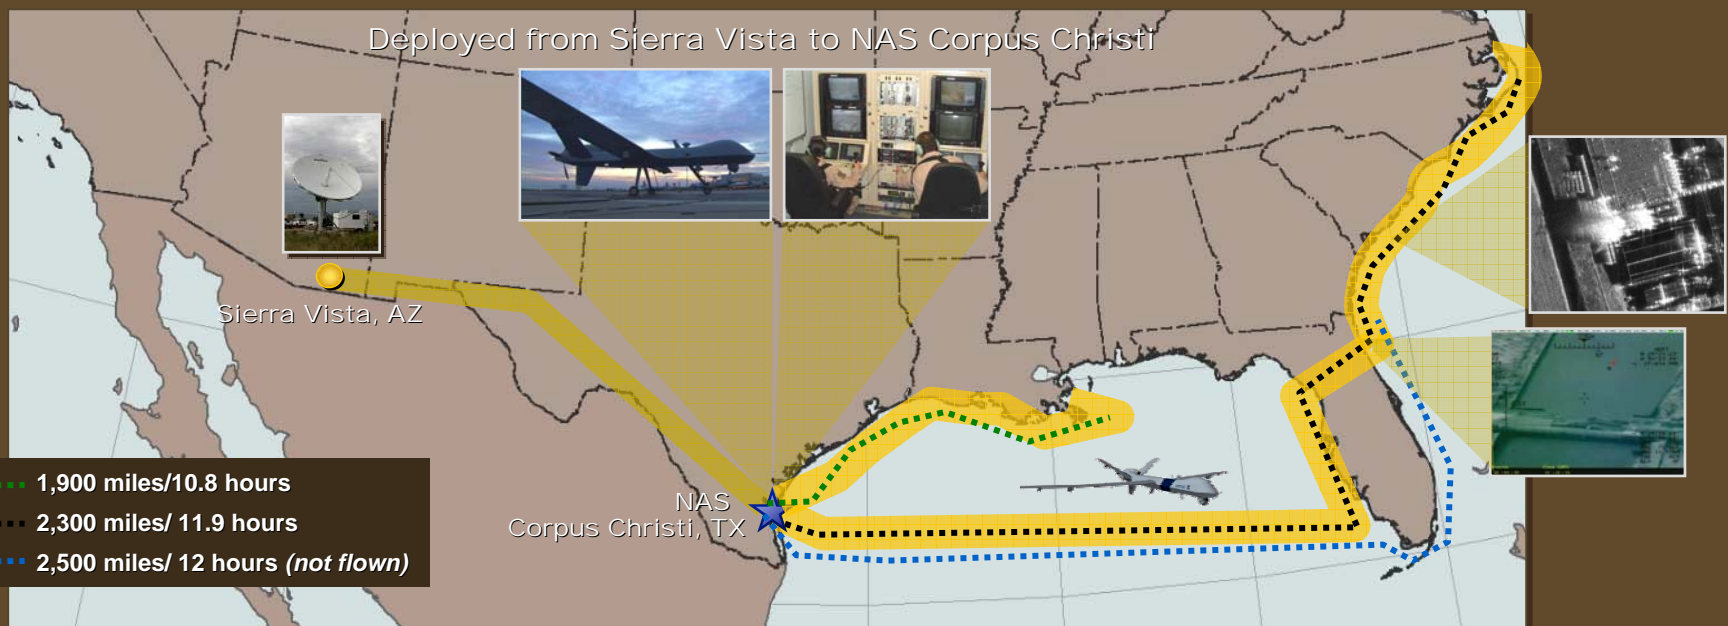 Deployed from Sierra Vista to NAS Corpus Christi
Sierra Vista, AZ
NAS
Corpus Christi, TX
1,900 miles/10.8 hours
2,300 miles/ 11.9 hours
2,500 miles/ 12 hours (not flown)